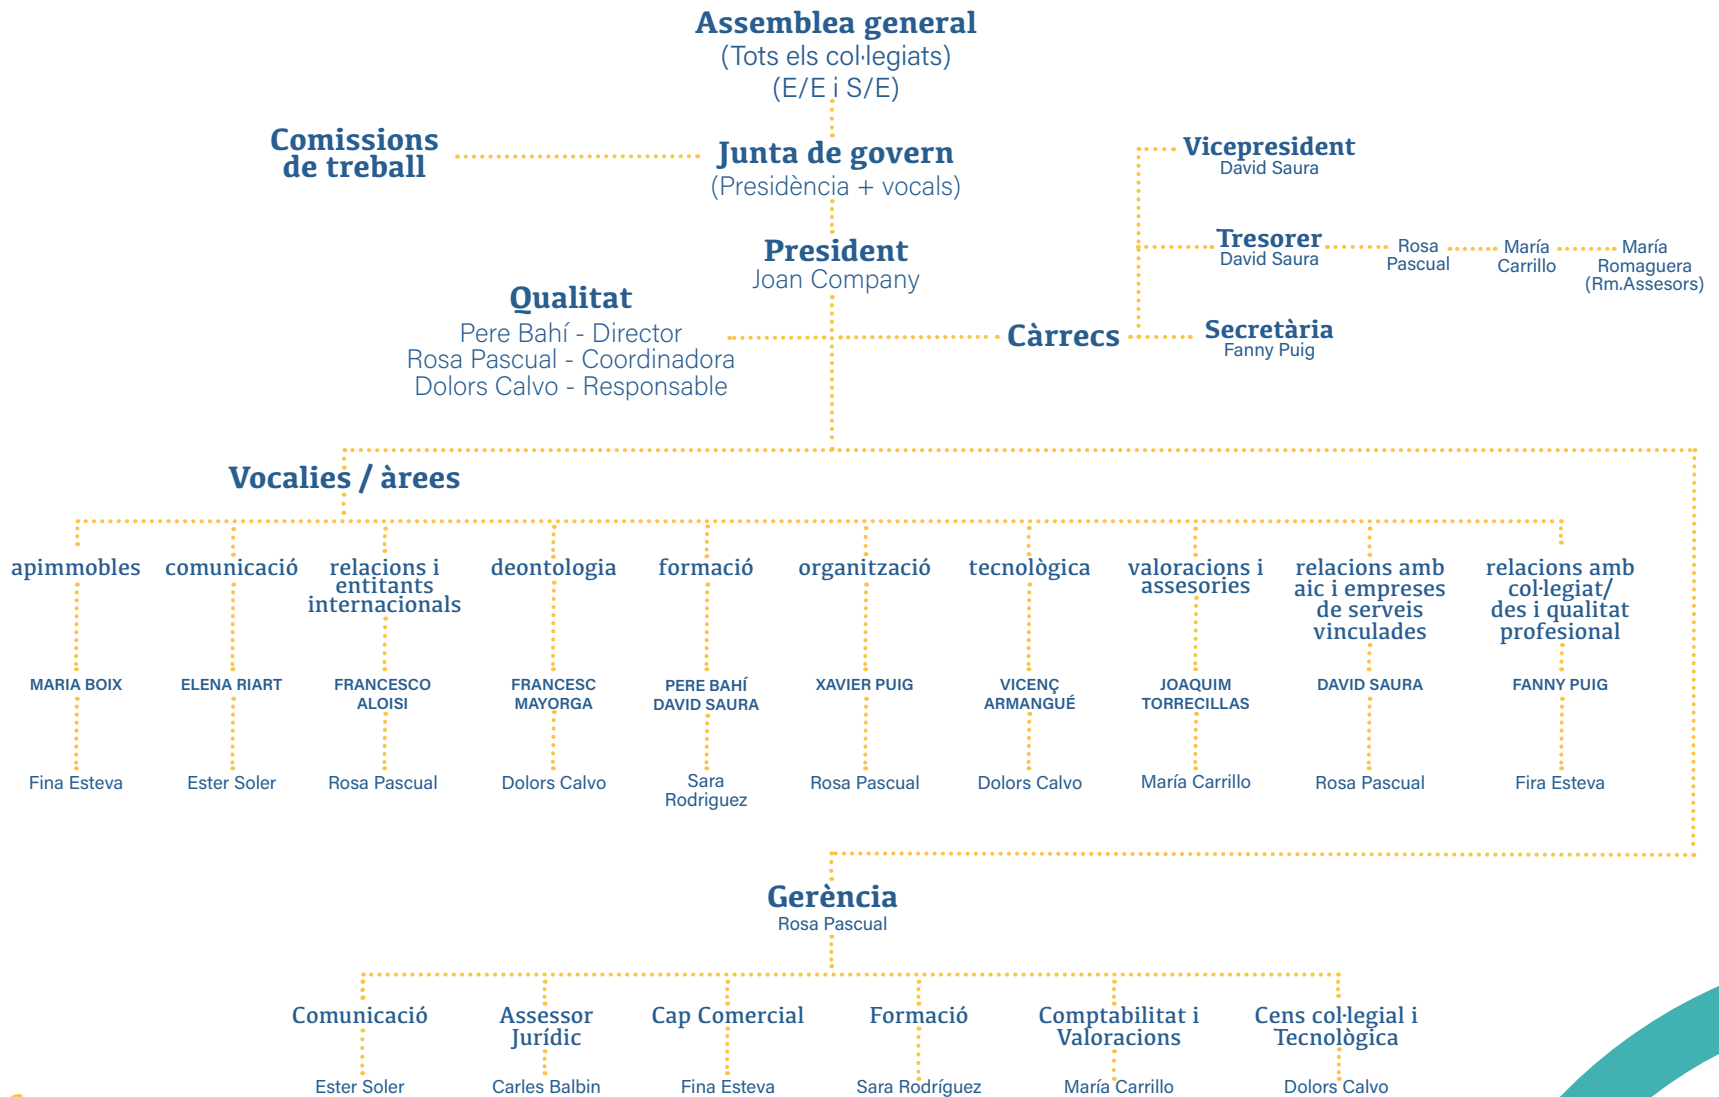 Assemblea general
(Tots els col·legiats)
(E/E i S/E)
Comissions
de treball
Junta de govern
(Presidència + vocals)
Vicepresident
David Saura
Tresorer
David Saura
Rosa
Pascual
María
Carrillo
María
Romaguera
(Rm.Assesors)
President
Joan Company
Qualitat
Pere Bahí - Director
Rosa Pascual - Coordinadora
Dolors Calvo - Responsable
Càrrecs
Secretària
Fanny Puig
Vocalies / àrees
apimmobles
comunicació
relacions i
entitants
internacionals
deontologia
formació
organització
tecnològica
valoracions i
assesories
relacions amb
aic i empreses
de serveis
vinculades
relacions amb
col·legiat/
des i qualitat
profesional
MARIA BOIX
ELENA RIART
FRANCESCO
ALOISI
FRANCESC
MAYORGA
PERE BAHÍ
DAVID SAURA
XAVIER PUIG
VICENÇ
ARMANGUÉ
JOAQUIM
TORRECILLAS
DAVID SAURA
FANNY PUIG
Fina Esteva
Ester Soler
Rosa Pascual
Dolors Calvo
Sara
Rodriguez
Rosa Pascual
Dolors Calvo
María Carrillo
Rosa Pascual
Fira Esteva
Gerència
Rosa Pascual
Comunicació
Assessor
Jurídic
Cap Comercial
Formació
Comptabilitat i
Valoracions
Cens col·legial i
Tecnològica
Ester Soler
Carles Balbin
Fina Esteva
Sara Rodríguez
María Carrillo
Dolors Calvo